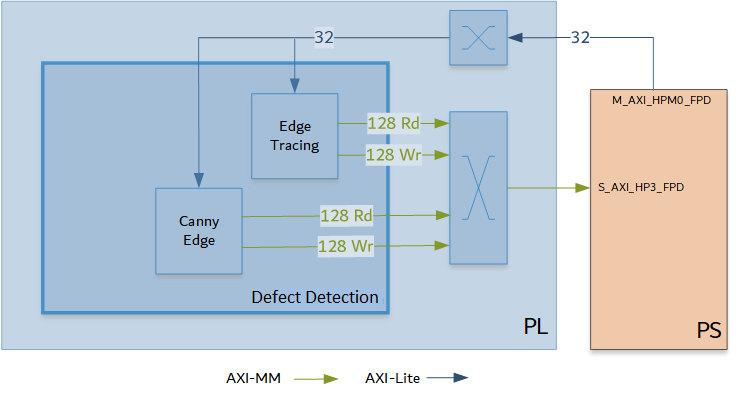 32
32
M_AXI_HPM0_FPD
Edge
Tracing
128 Rd
128 Wr
S_AXI_HP3_FPD
Canny
Edge
128 Rd
128 Wr
Defect Detection
PL
PS
AXI-MM
AXI-Lite